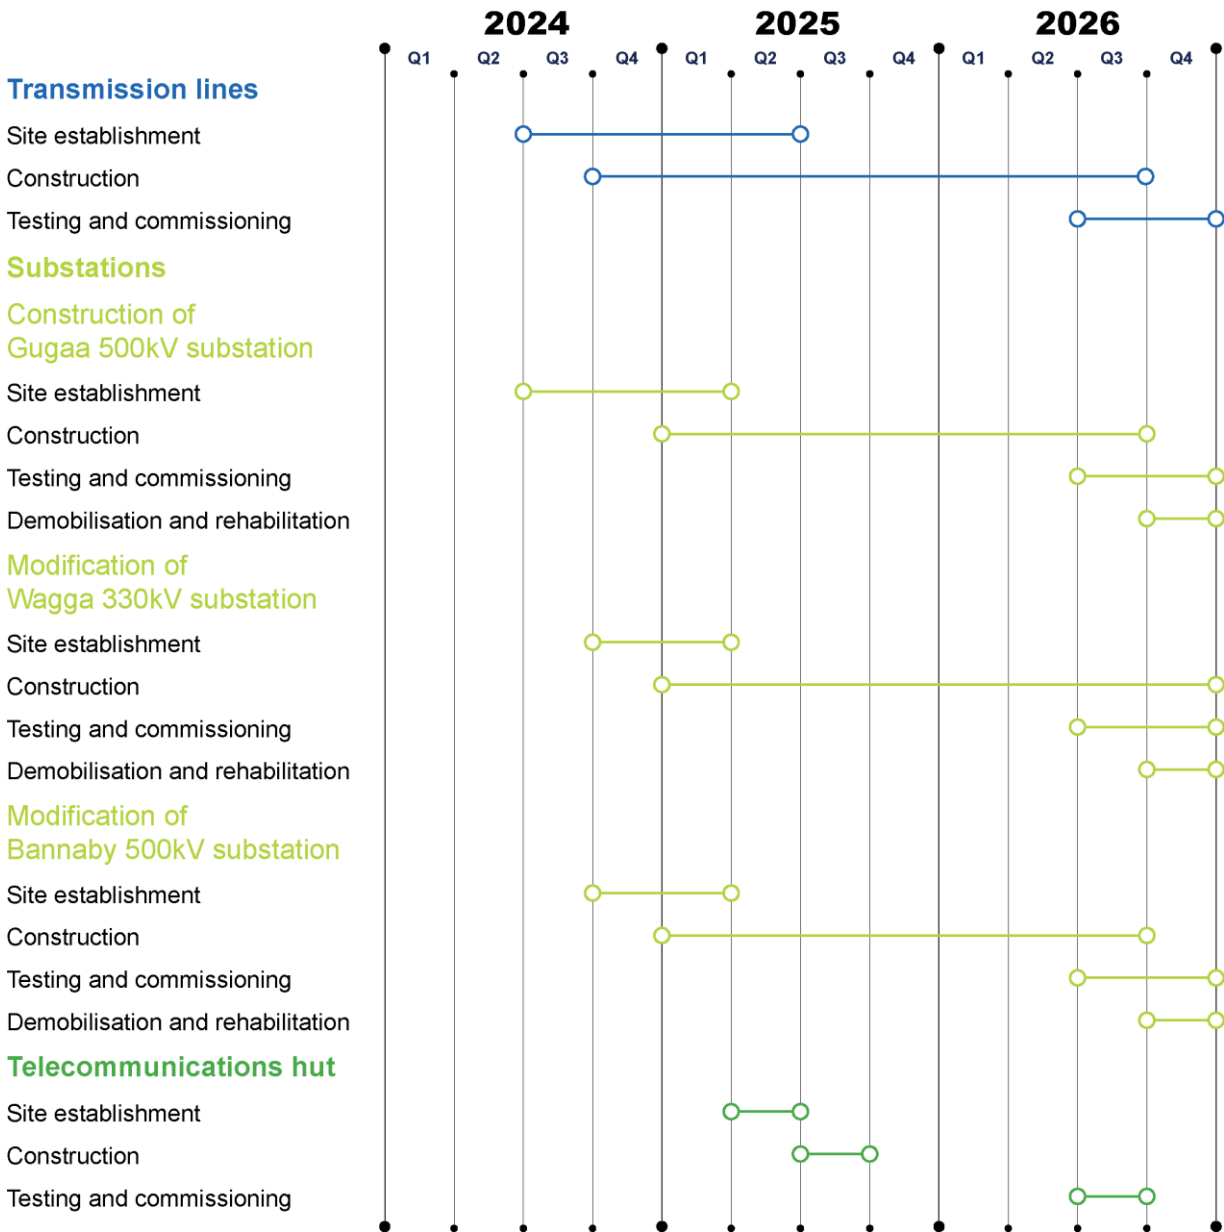 2024 2025 2026
Q1 Q2 Q3 Q4 Q1 Q2 Q3 Q4 Q1 Q2 Q3 Q4
Transmission lines
Site establishment
Construction
Testing and commissioning
Substations
Construction of
Gugaa 500kV substation
Site establishment
Construction
Testing and commissioning
Demobilisation and rehabilitation
Modification of
Wagga 330kV substation
Site establishment
Construction
Testing and commissioning
Demobilisation and rehabilitation
Modification of
Bannaby 500kV substation
Site establishment
Construction
Testing and commissioning
Demobilisation and rehabilitation
Telecommunications hut
Site establishment
Construction
Testing and commissioning